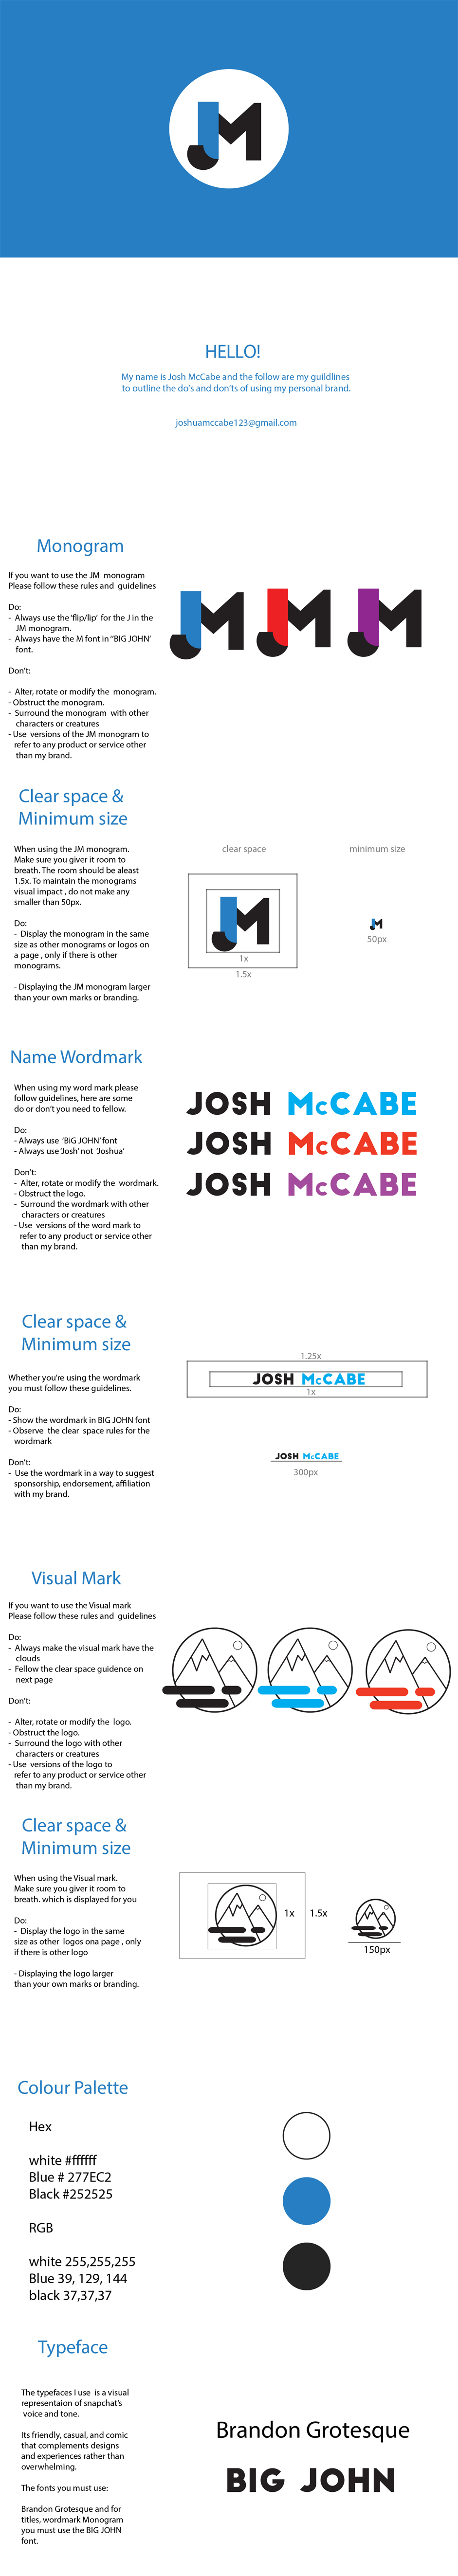 JM
HELLO!
My name is Josh McCabe and the follow are my guildlines
to outline the do's and don'ts of using my personal brand.
joshuamccabe123@gmail.com
Monogram
If you want to use the JM monogram
Please follow these rules and guidelines
Do:
- Always use the 'flip/lip' for the J in the
JM monogram.
- Always have the M font in "BIG JOHN'
font.
Don't:
- Alter, rotate or modify the monogram.
- Obstruct the monogram.
- Surround the monogram with other
characters or creatures
- Use versions of the JM monogram to
refer to any product or service other
than my brand.
JM JM JM
Clear space &
Minimum size
When using the JM monogram.
Make sure you giver it room to
breath. The room should be aleast
1.5x. To maintain the monograms
visual impact , do not make any
smaller than 50px.
Do:
- Display the monogram in the same
size as other monograms or logos on
a page , only if there is other
monograms.
- Displaying the JM monogram larger
than your own marks or branding.
clear space
minimum size
JM
1x
1.5x
JM
50px
Name Wordmark
When using my word mark please
follow guidelines, here are some
do or don't you need to fellow.
Do:
- Always use 'BiG JOHN' font
- Always use 'Josh' not 'Joshua'
Don't:
- Alter, rotate or modify the wordmark.
- Obstruct the logo.
- Surround the wordmark with other
characters or creatures
- Use versions of the word mark to
refer to any product or service other
than my brand.
JOSH McCABE
JOSH McCABE
JOSH McCABE
Clear space &
Minimum size
Whether you're using the wordmark
you must follow these guidelines.
Do:
- Show the wordmark in BIG JOHN font
- Observe the clear space rules for the
wordmark
Don't:
- Use the wordmark in a way to suggest
sponsorship, endorsement, affiliation
with my brand.
1.25x
JOSH McCABE
1x
JOSH McCABE
300px
Visual Mark
If you want to use the Visual mark
Please follow these rules and guidelines
Do:
- Always make the visual mark have the
clouds
- Fellow the clear space guidence on
next page
Don't:
- Alter, rotate or modify the logo.
- Obstruct the logo.
- Surround the logo with other
characters or creatures
- Use versions of the logo to
refer to any product or service other
than my brand.
Clear space &
Minimum size
When using the Visual mark.
Make sure you giver it room to
breath. which is displayed for you
Do:
- Display the logo in the same
size as other logos ona page , only
if there is other logo
- Displaying the logo larger
than your own marks or branding.
1x 1.5x
150px
Colour Palette
Hex
white #ffffff
Blue # 277EC2
Black #252525
RGB
white 255,255,255
Blue 39, 129, 144
black 37,37,37
Typeface
The typefaces I use is a visual
representaion of snapchat's
voice and tone.
Its friendly, casual, and comic
that complements designs
and experiences rather than
overwhelming.
The fonts you must use:
Brandon Grotesque and for
titles, wordmark Monogram
you must use the BIG JOHN
font.
Brandon Grotesque
BIG JOHN